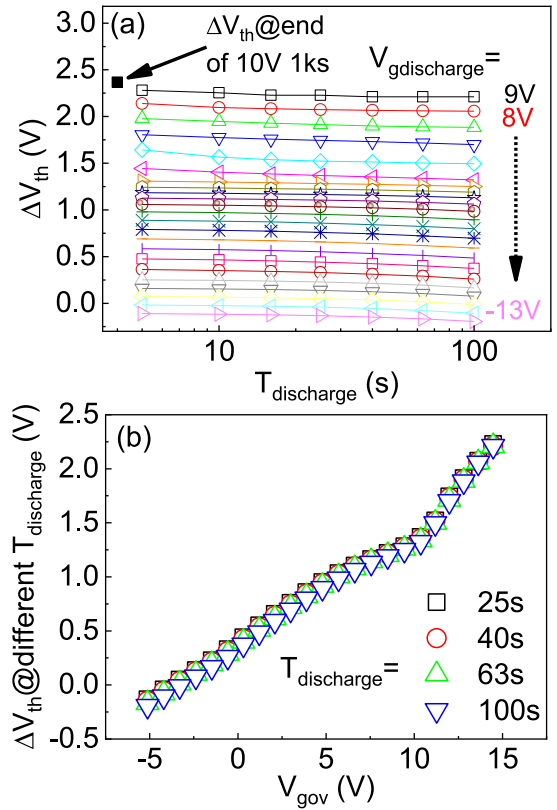 (a)
ΔVth@end
of 10V 1ks
Vgdischarge=
9V
8V
-13V
3.0
2.5
2.0
1.5
1.0
0.5
0.0
ΔVth (V)
10
100
Tdischarge (s)
(b)
2.5
2.0
1.5
1.0
0.5
0.0
-0.5
ΔVth@different Tdischarge (V)
Tdischarge=
25s
40s
63s
100s
-5
0
5
10
15
Vgov (V)